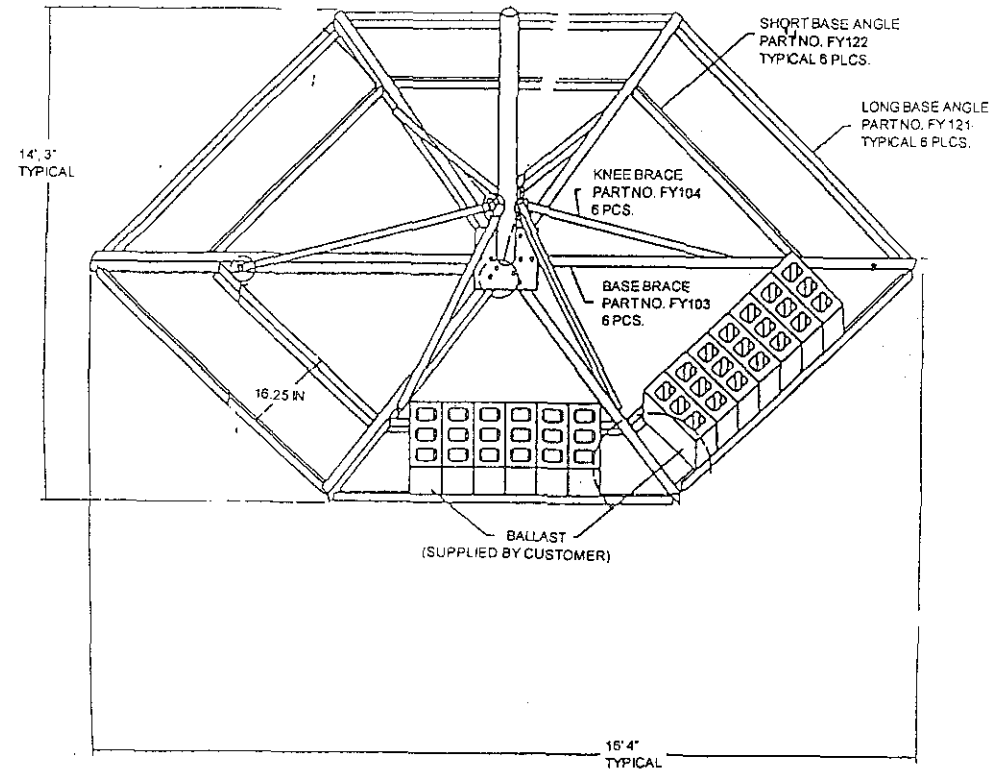 SHORT BASE ANGLE
PART NO. FY122
TYPICAL 6 PLCS.
LONG BASE ANGLE
PART NO. FY121
TYPICAL 6 PLCS.
14', 3"
TYPICAL
KNEE BRACE
PART NO. FY104
6 PCS.
BASE BRACE
PART NO. FY103
6 PCS.
16.25 IN
BALLAST
(SUPPLIED BY CUSTOMER)
16' 4"
TYPICAL